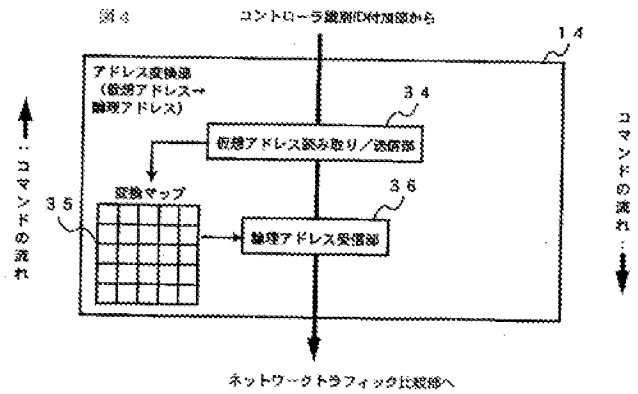 図4
コントローラ識別ID付加部から
14
アドレス変換部
(仮想アドレス→
論理アドレス)
34
仮想アドレス読み取り/送信部
変換マップ
35
36
論理アドレス受信部
:コマンドの流れ
コマンドの流れ:
ネットワークトラフィック比較部へ